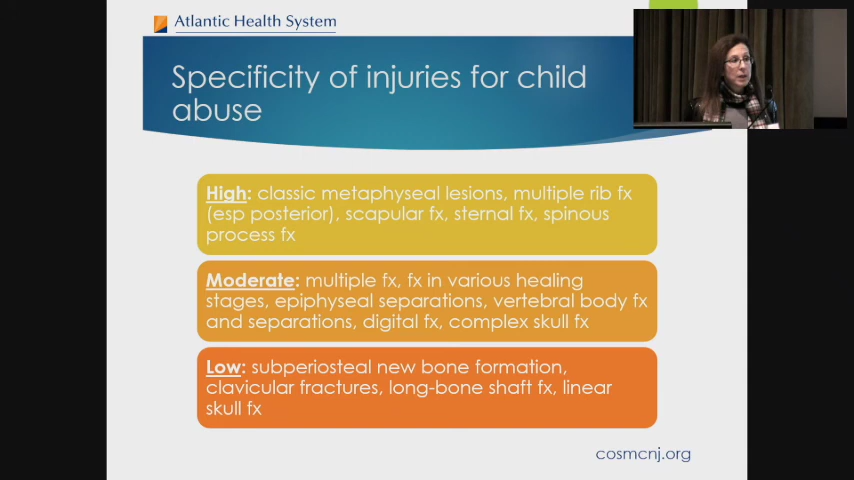 Atlantic Health System
Specificity of injuries for child
abuse
High: classic metaphyseal lesions, multiple rib fx
(esp posterior), scapular fx, sternal fx, spinous
process fx
Moderate: multiple fx, fx in various healing
stages, epiphyseal separations, vertebral body fx
and separations, digital fx, complex skull fx
Low: subperiosteal new bone formation,
clavicular fractures, long-bone shaft fx, linear
skull fx
cosmcnj.org